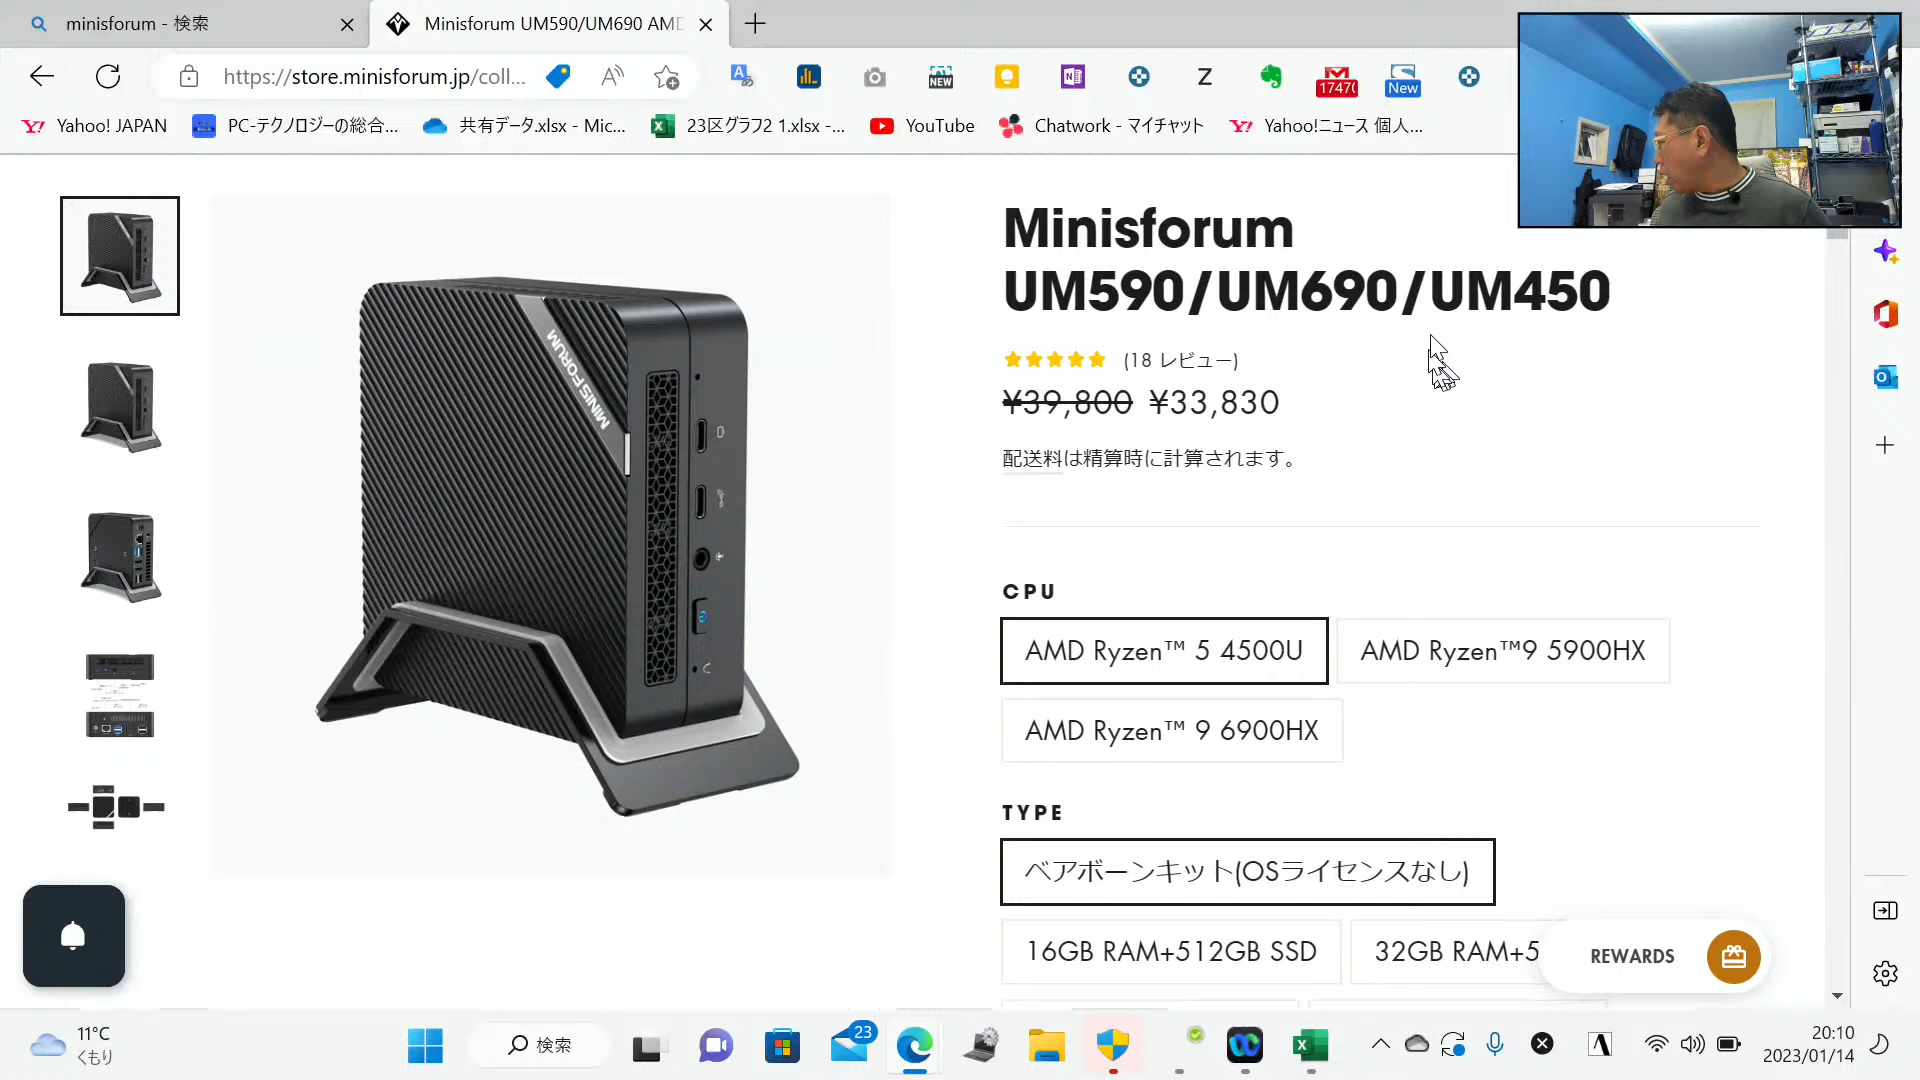 minisforum - 検索
Minisforum UM590/UM690 AMD
https://store.minisforum.jp/coll...
NEW
Z
17470
New
Yahoo! JAPAN
PC-テクノロジーの総合...
共有データ.xlsx - Mic...
23区グラフ2 1.xlsx -...
YouTube
Chatwork - マイチャット
Yahoo!ニュース 個人...
MINISFORUM
Minisforum
UM590/UM690/UM450
(18 レビュー)
¥39,800 ¥33,830
配送料は精算時に計算されます。
CPU
AMD Ryzen™ 5 4500U
AMD Ryzen™9 5900HX
AMD Ryzen™ 9 6900HX
TYPE
ベアボーンキット(OSライセンスなし)
16GB RAM+512GB SSD
32GB RAM+5
REWARDS
11°C
くもり
検索
23
A
20:10
2023/01/14